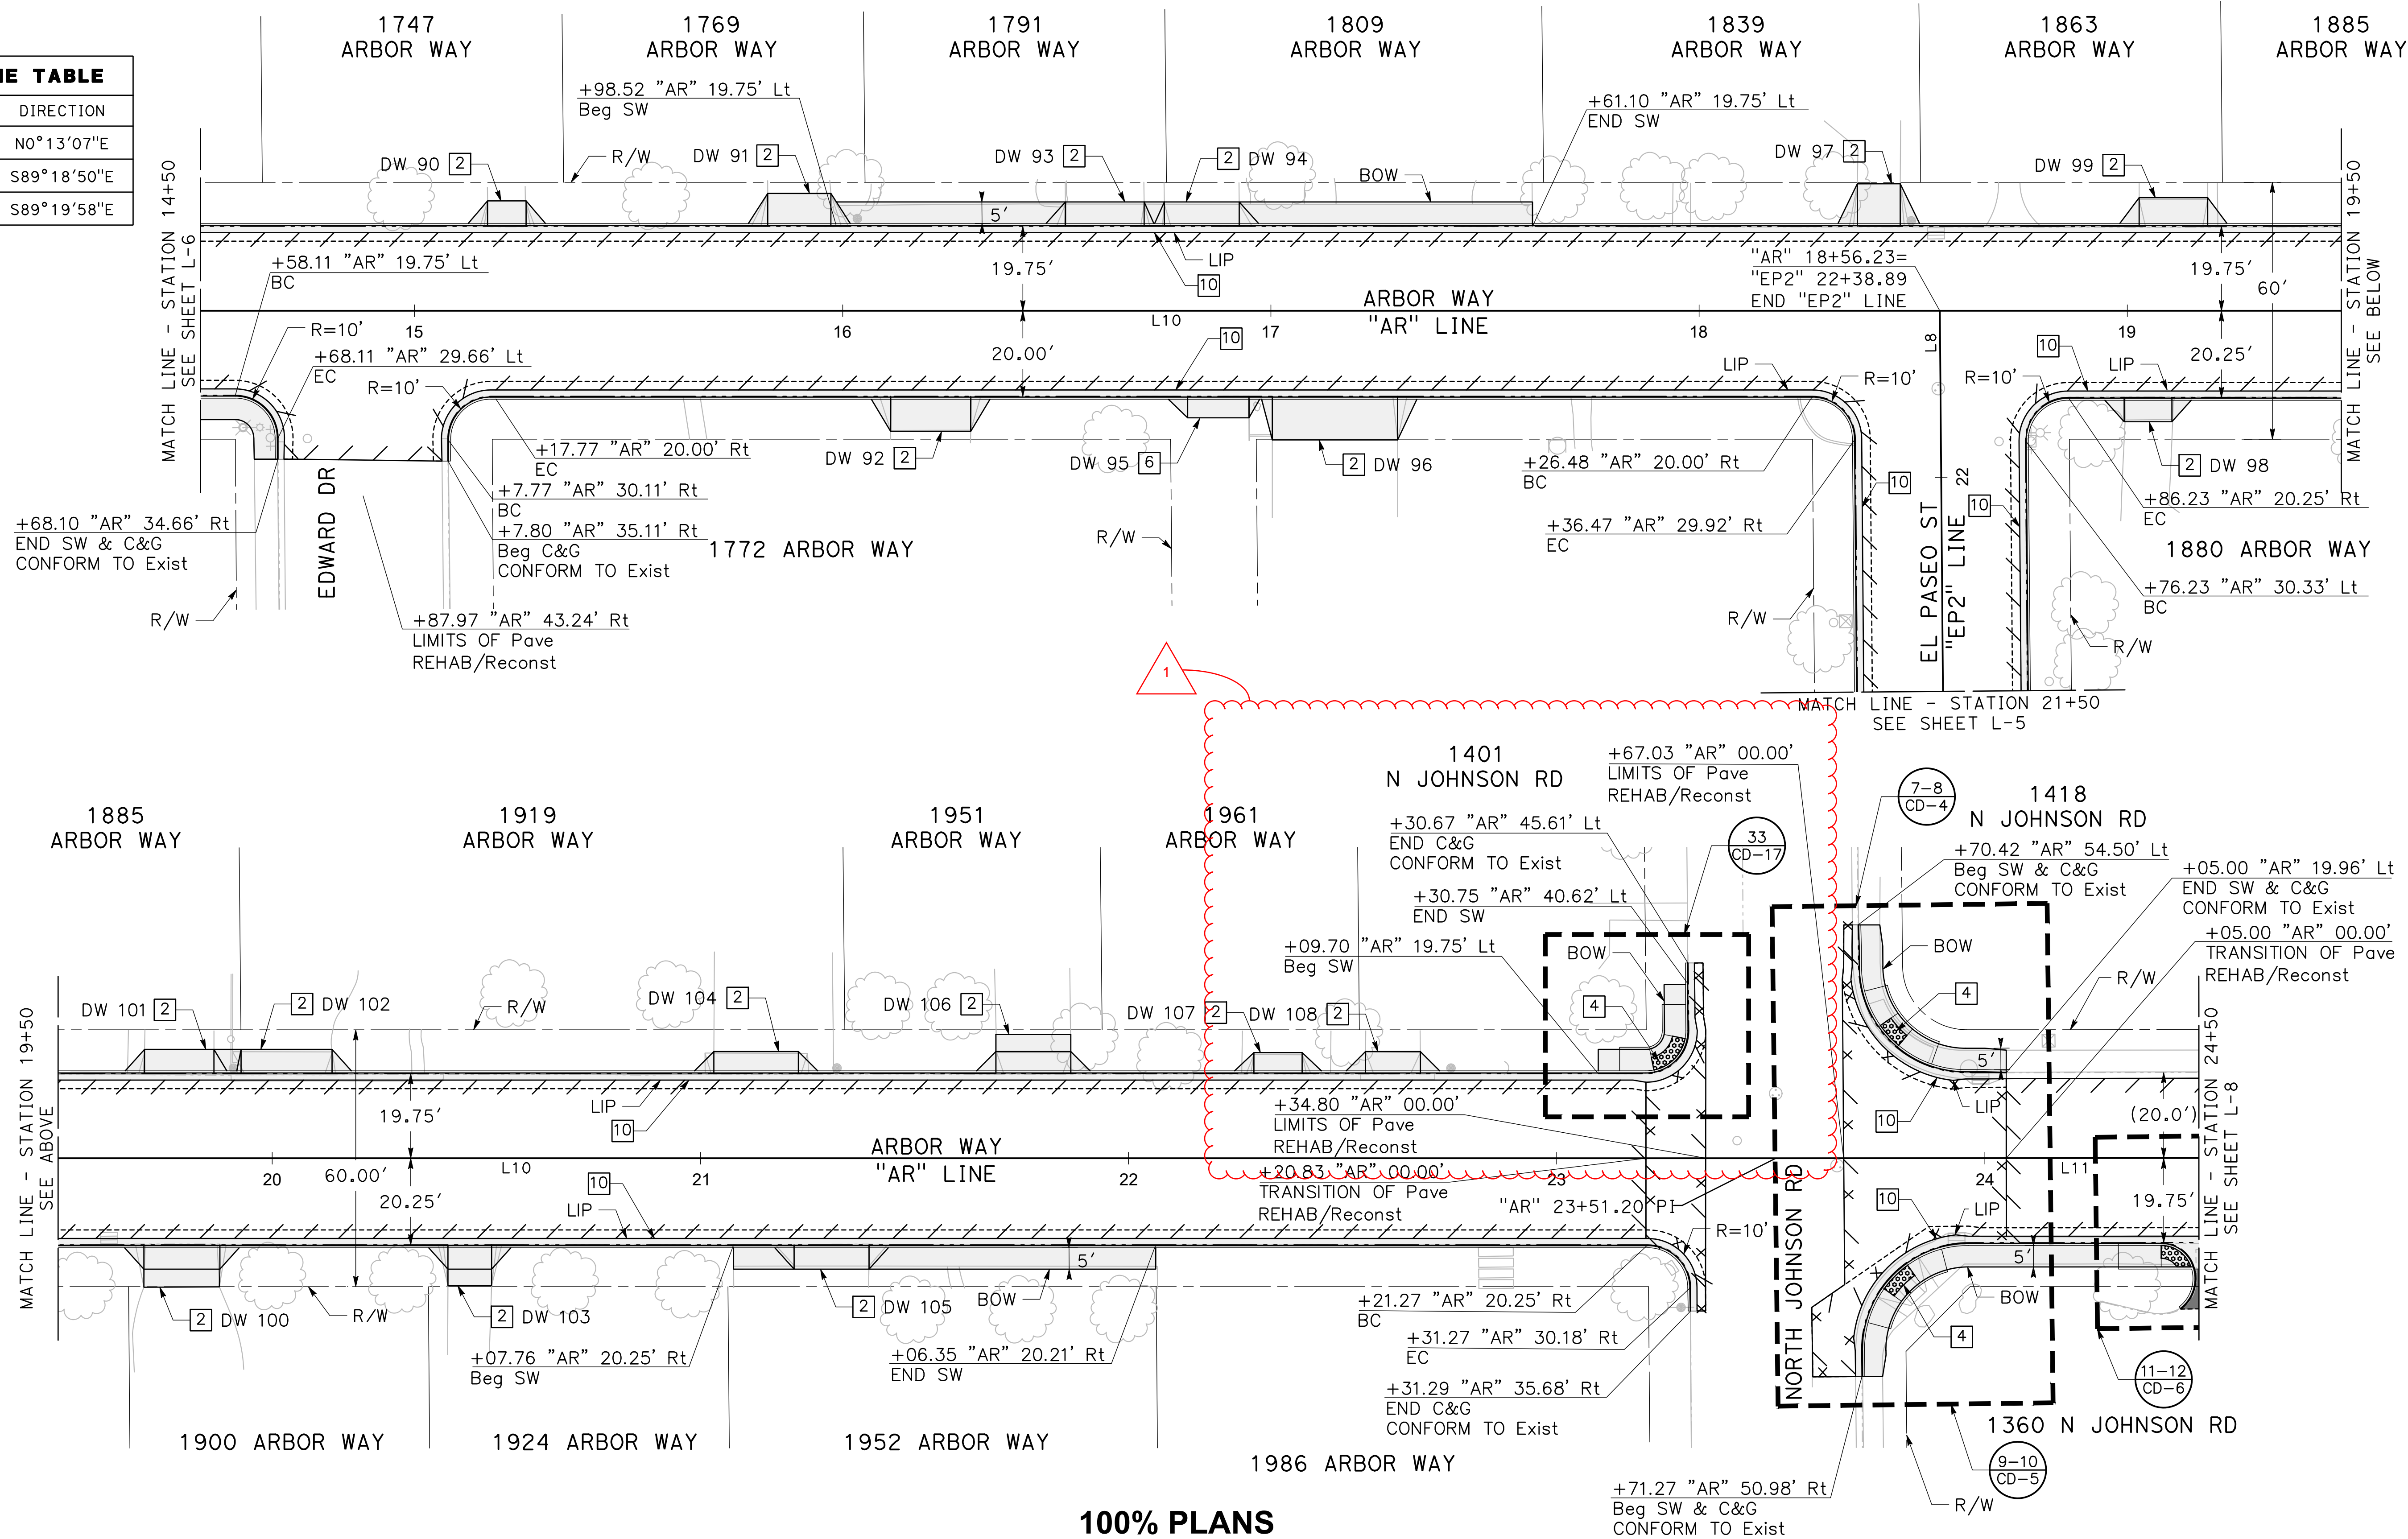 1747
ARBOR WAY
1769
ARBOR WAY
1791
ARBOR WAY
1809
ARBOR WAY
1839
ARBOR WAY
1863
ARBOR WAY
1885
ARBOR WAY
TABLE
DIRECTION
N0°13'07"E
S89°18'50"E
S89°19'58"E
+98.52 "AR" 19.75' Lt
Beg SW
+61.10 "AR" 19.75' Lt
END SW
DW 90 2
R/W
DW 91 2
DW 93 2
2 DW 94
BOW
DW 97 2
DW 99 2
5'
MATCH LINE - STATION 14+50
SEE SHEET L-6
+58.11 "AR" 19.75' Lt
BC
19.75'
LIP
10
"AR" 18+56.23=
"EP2" 22+38.89
END "EP2" LINE
19.75'
60'
MATCH LINE - STATION 19+50
SEE BELOW
ARBOR WAY
"AR" LINE
15
16
L10
17
18
19
R=10'
+68.11 "AR" 29.66' Lt
EC
R=10'
20.00'
10
LIP
R=10'
L8
R=10'
10
LIP
20.25'
+17.77 "AR" 20.00' Rt
EC
DW 92 2
DW 95 6
2 DW 96
+26.48 "AR" 20.00' Rt
BC
2 DW 98
+7.77 "AR" 30.11' Rt
BC
10
22
10
+86.23 "AR" 20.25' Rt
EC
+68.10 "AR" 34.66' Rt
END SW & C&G
CONFORM TO Exist
EDWARD DR
+7.80 "AR" 35.11' Rt
Beg C&G
CONFORM TO Exist
1772 ARBOR WAY
R/W
+36.47 "AR" 29.92' Rt
EC
EL PASEO ST
"EP2" LINE
1880 ARBOR WAY
+76.23 "AR" 30.33' Lt
BC
R/W
+87.97 "AR" 43.24' Rt
LIMITS OF Pave
REHAB/Reconst
R/W
R/W
1
MATCH LINE - STATION 21+50
SEE SHEET L-5
1885
ARBOR WAY
1919
ARBOR WAY
1951
ARBOR WAY
1961
ARBOR WAY
1401
N JOHNSON RD
+67.03 "AR" 00.00'
LIMITS OF Pave
REHAB/Reconst
7-8
CD-4
1418
N JOHNSON RD
+30.67 "AR" 45.61' Lt
END C&G
CONFORM TO Exist
33
CD-17
+70.42 "AR" 54.50' Lt
Beg SW & C&G
CONFORM TO Exist
+05.00 "AR" 19.96' Lt
END SW & C&G
CONFORM TO Exist
+30.75 "AR" 40.62' Lt
END SW
+09.70 "AR" 19.75' Lt
Beg SW
BOW
BOW
+05.00 "AR" 00.00'
TRANSITION OF Pave
REHAB/Reconst
R/W
DW 101 2
2 DW 102
R/W
DW 104 2
DW 106 2
DW 107 2
DW 108 2
4
4
5'
MATCH LINE - STATION 19+50
SEE ABOVE
19.75'
LIP
10
+34.80 "AR" 00.00'
LIMITS OF Pave
REHAB/Reconst
LIP
10
(20.0')
MATCH LINE - STATION 24+50
SEE SHEET L-8
ARBOR WAY
"AR" LINE
20
L10
21
22
23
24
L11
60.00'
20.25'
10
LIP
+20.83 "AR" 00.00'
TRANSITION OF Pave
REHAB/Reconst
"AR" 23+51.20 PI
R=10'
NORTH JOHNSON RD
10
LIP
19.75'
5'
5'
2 DW 100
R/W
2 DW 103
2 DW 105
BOW
+21.27 "AR" 20.25' Rt
BC
BOW
4
+31.27 "AR" 30.18' Rt
EC
+07.76 "AR" 20.25' Rt
Beg SW
+06.35 "AR" 20.21' Rt
END SW
+31.29 "AR" 35.68' Rt
END C&G
CONFORM TO Exist
11-12
CD-6
1360 N JOHNSON RD
1900 ARBOR WAY
1924 ARBOR WAY
1952 ARBOR WAY
1986 ARBOR WAY
9-10
CD-5
+71.27 "AR" 50.98' Rt
Beg SW & C&G
CONFORM TO Exist
R/W
100% PLANS